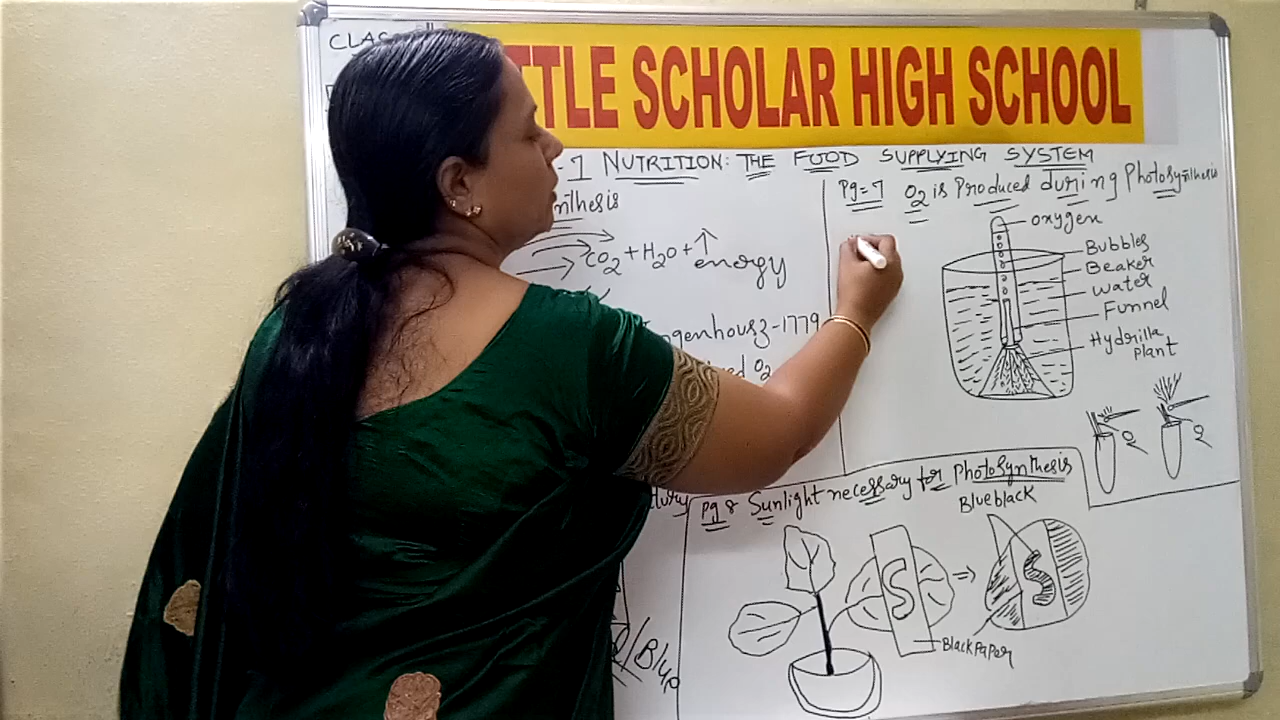 CLAS
TTLE SCHOLAR HIGH SCHOOL
-1 NUTRITION: THE FOOD SUPPLYING SYSTEM
nthesis
CO2 + H2O + energy
genhousz-1779
ed O2
Pg=7 O2 is Produced during Photosynthesis
oxygen
Bubbles
Beaker
water
Funnel
Hydrilla
Plant
Pg 8 Sunlight necessary for Photosynthesis
Blueblack
S
S
BlackPaper